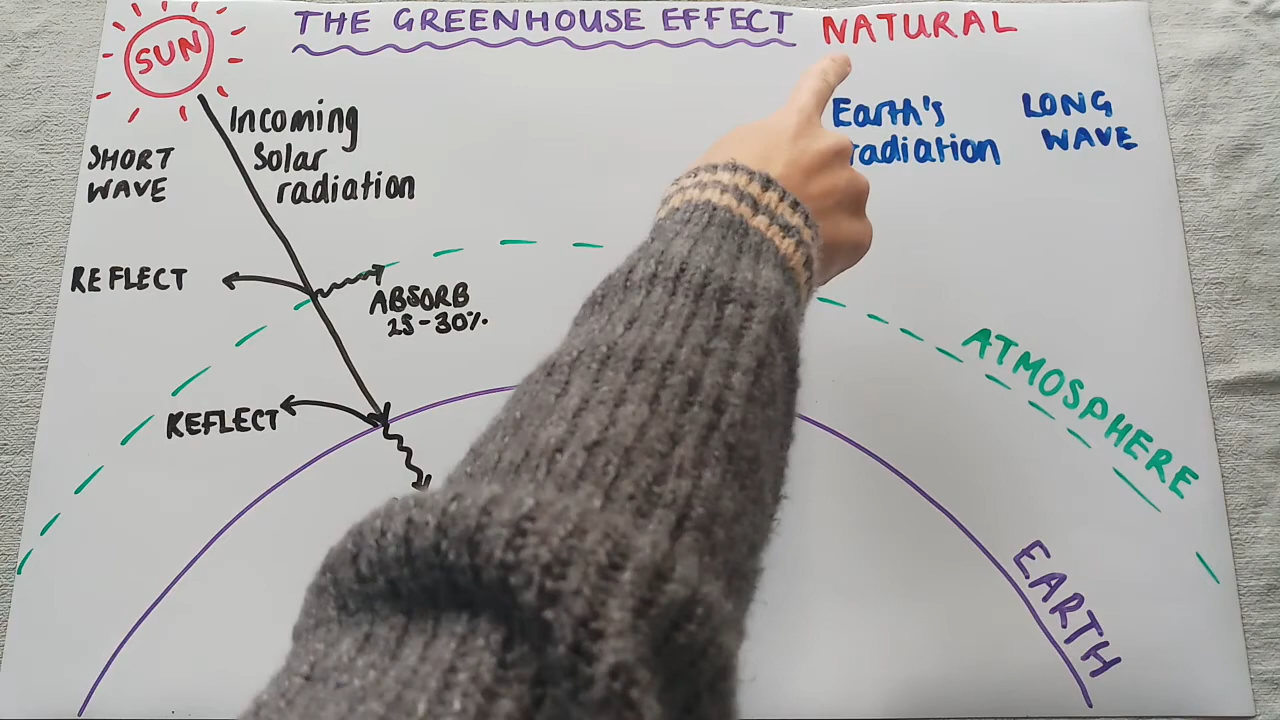 THE GREENHOUSE EFFECT NATURAL
SUN
Incoming
Solar
radiation
SHORT
WAVE
Earth's
radiation
LONG
WAVE
REFLECT
ABSORB
25-30%
REFLECT
ATMOSPHERE
EARTH